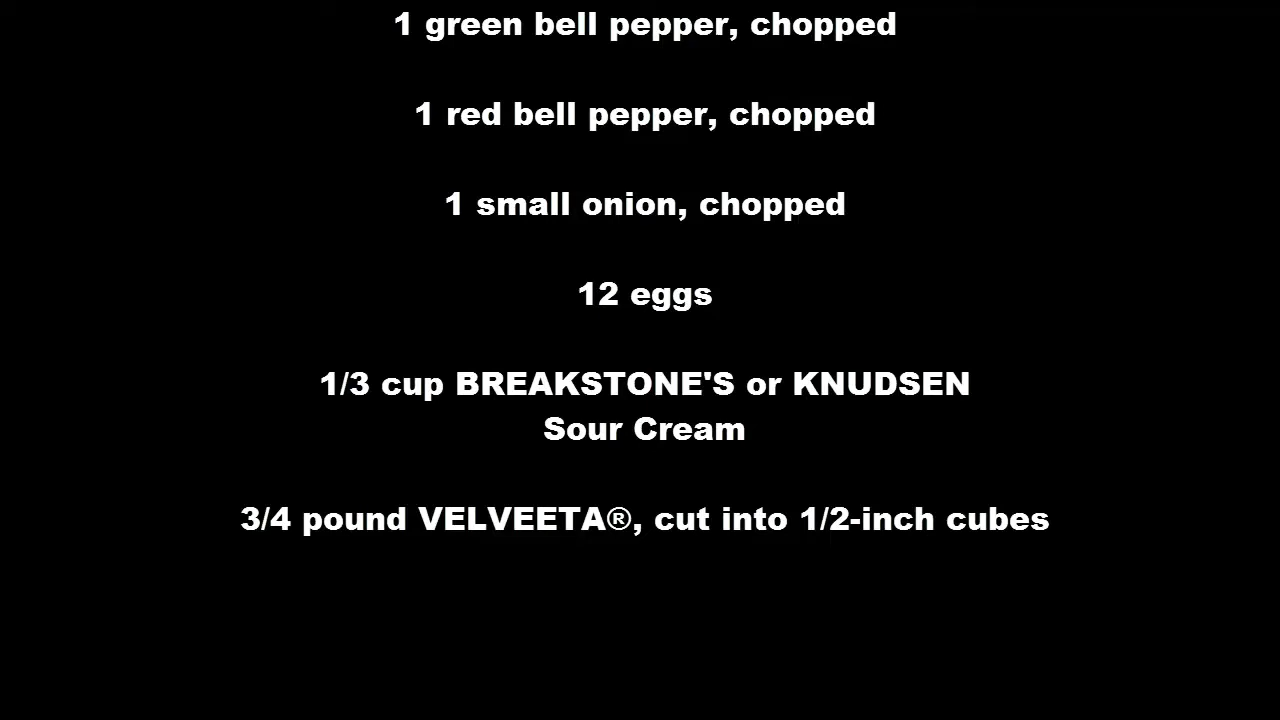 1 green bell pepper, chopped
1 red bell pepper, chopped
1 small onion, chopped
12 eggs
1/3 cup BREAKSTONE'S or KNUDSEN
Sour Cream
3/4 pound VELVEETA®, cut into 1/2-inch cubes